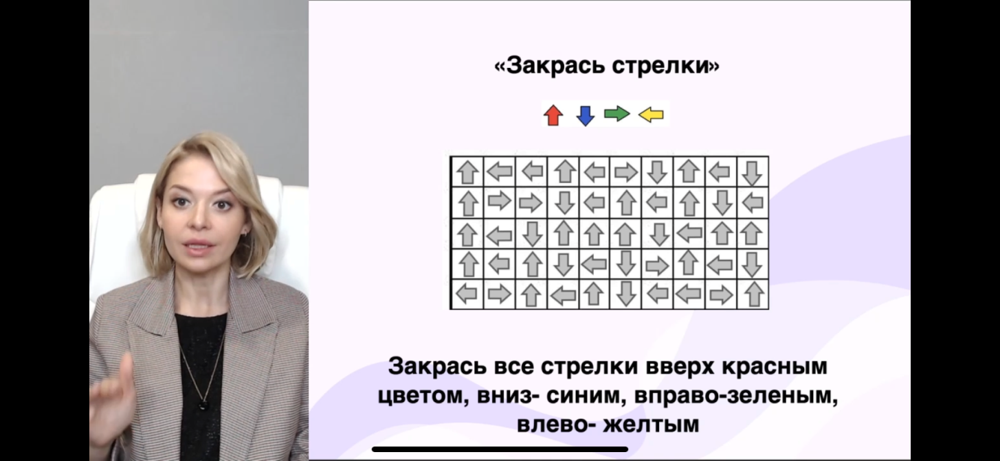 «Закрась стрелки»
Закрась все стрелки вверх красным
цветом, вниз- синим, вправо-зеленым,
влево- желтым